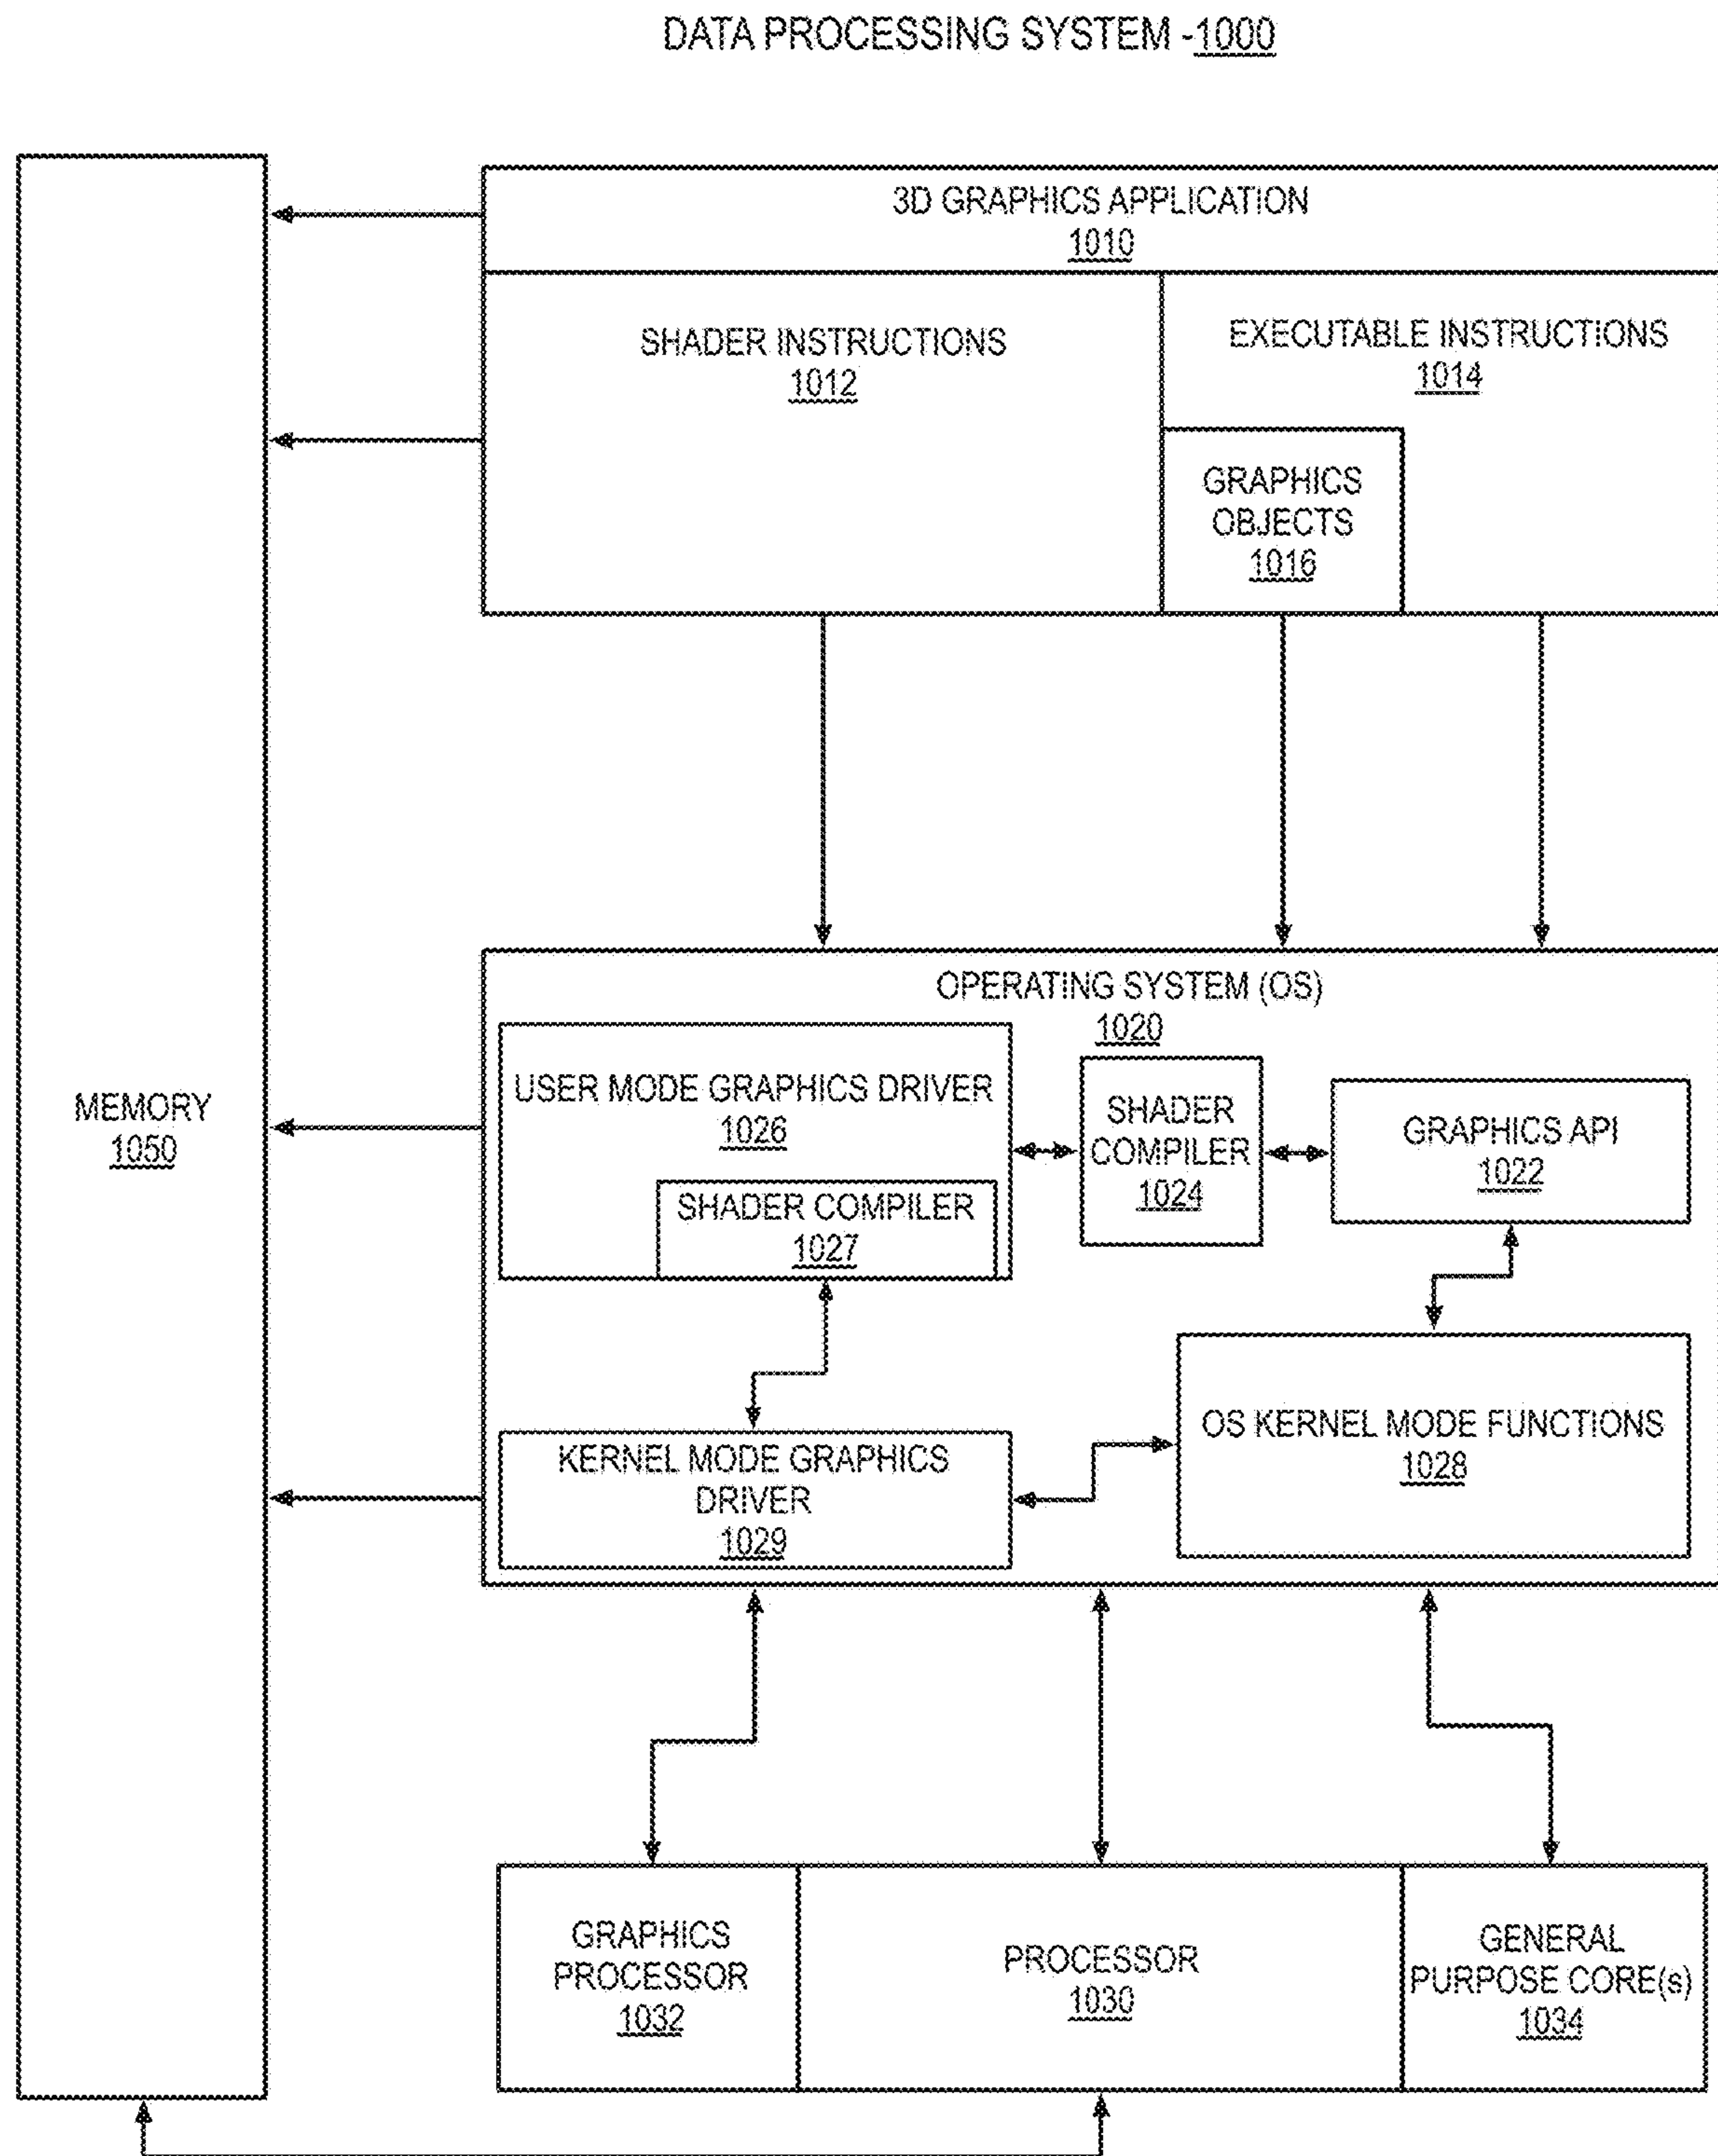 DATA PROCESSING SYSTEM -1000
3D GRAPHICS APPLICATION
1010
SHADER INSTRUCTIONS
1012
EXECUTABLE INSTRUCTIONS
1014
GRAPHICS
OBJECTS
1016
MEMORY
1050
OPERATING SYSTEM (OS)
1020
USER MODE GRAPHICS DRIVER
1026
SHADER COMPILER
1027
SHADER
COMPILER
1024
GRAPHICS API
1022
KERNEL MODE GRAPHICS
DRIVER
1029
OS KERNEL MODE FUNCTIONS
1028
GRAPHICS
PROCESSOR
1032
PROCESSOR
1030
GENERAL
PURPOSE CORE(s)
1034